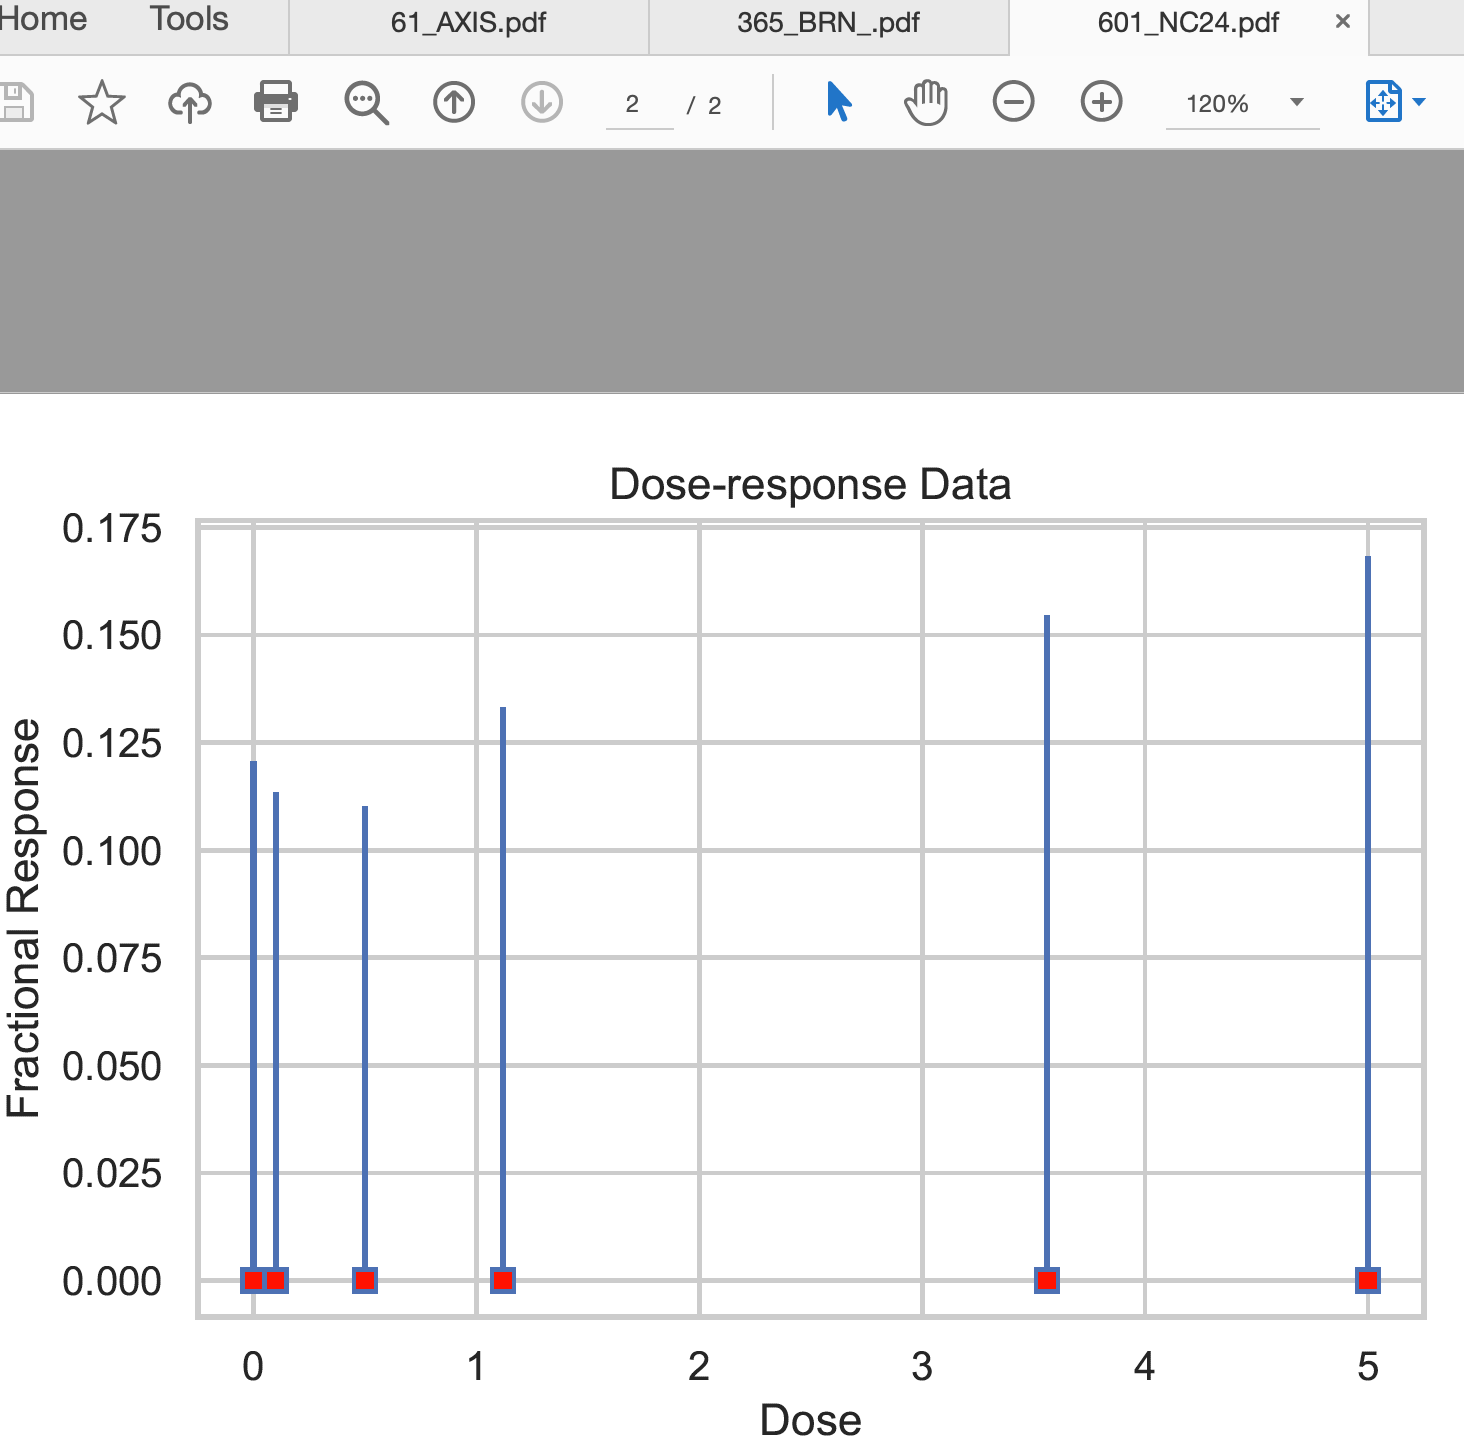 Home Tools 61_AXIS.pdf 365_BRN_.pdf 601_NC24.pdf ×
2 / 2 120%
Dose-response Data
0.175
0.150
0.125
0.100
0.075
0.050
0.025
0.000
Fractional Response
0 1 2 3 4 5
Dose